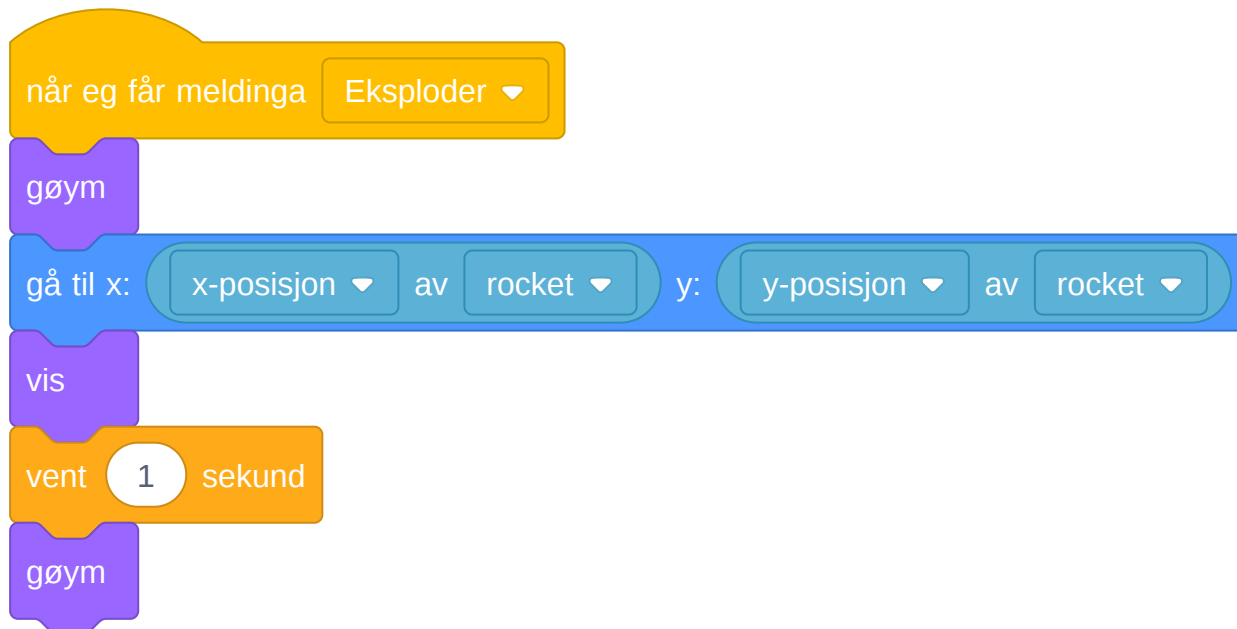 når eg får meldinga Eksploder
gøym
gå til x: x-posisjon av rocket y: y-posisjon av rocket
vis
vent 1 sekund
gøym